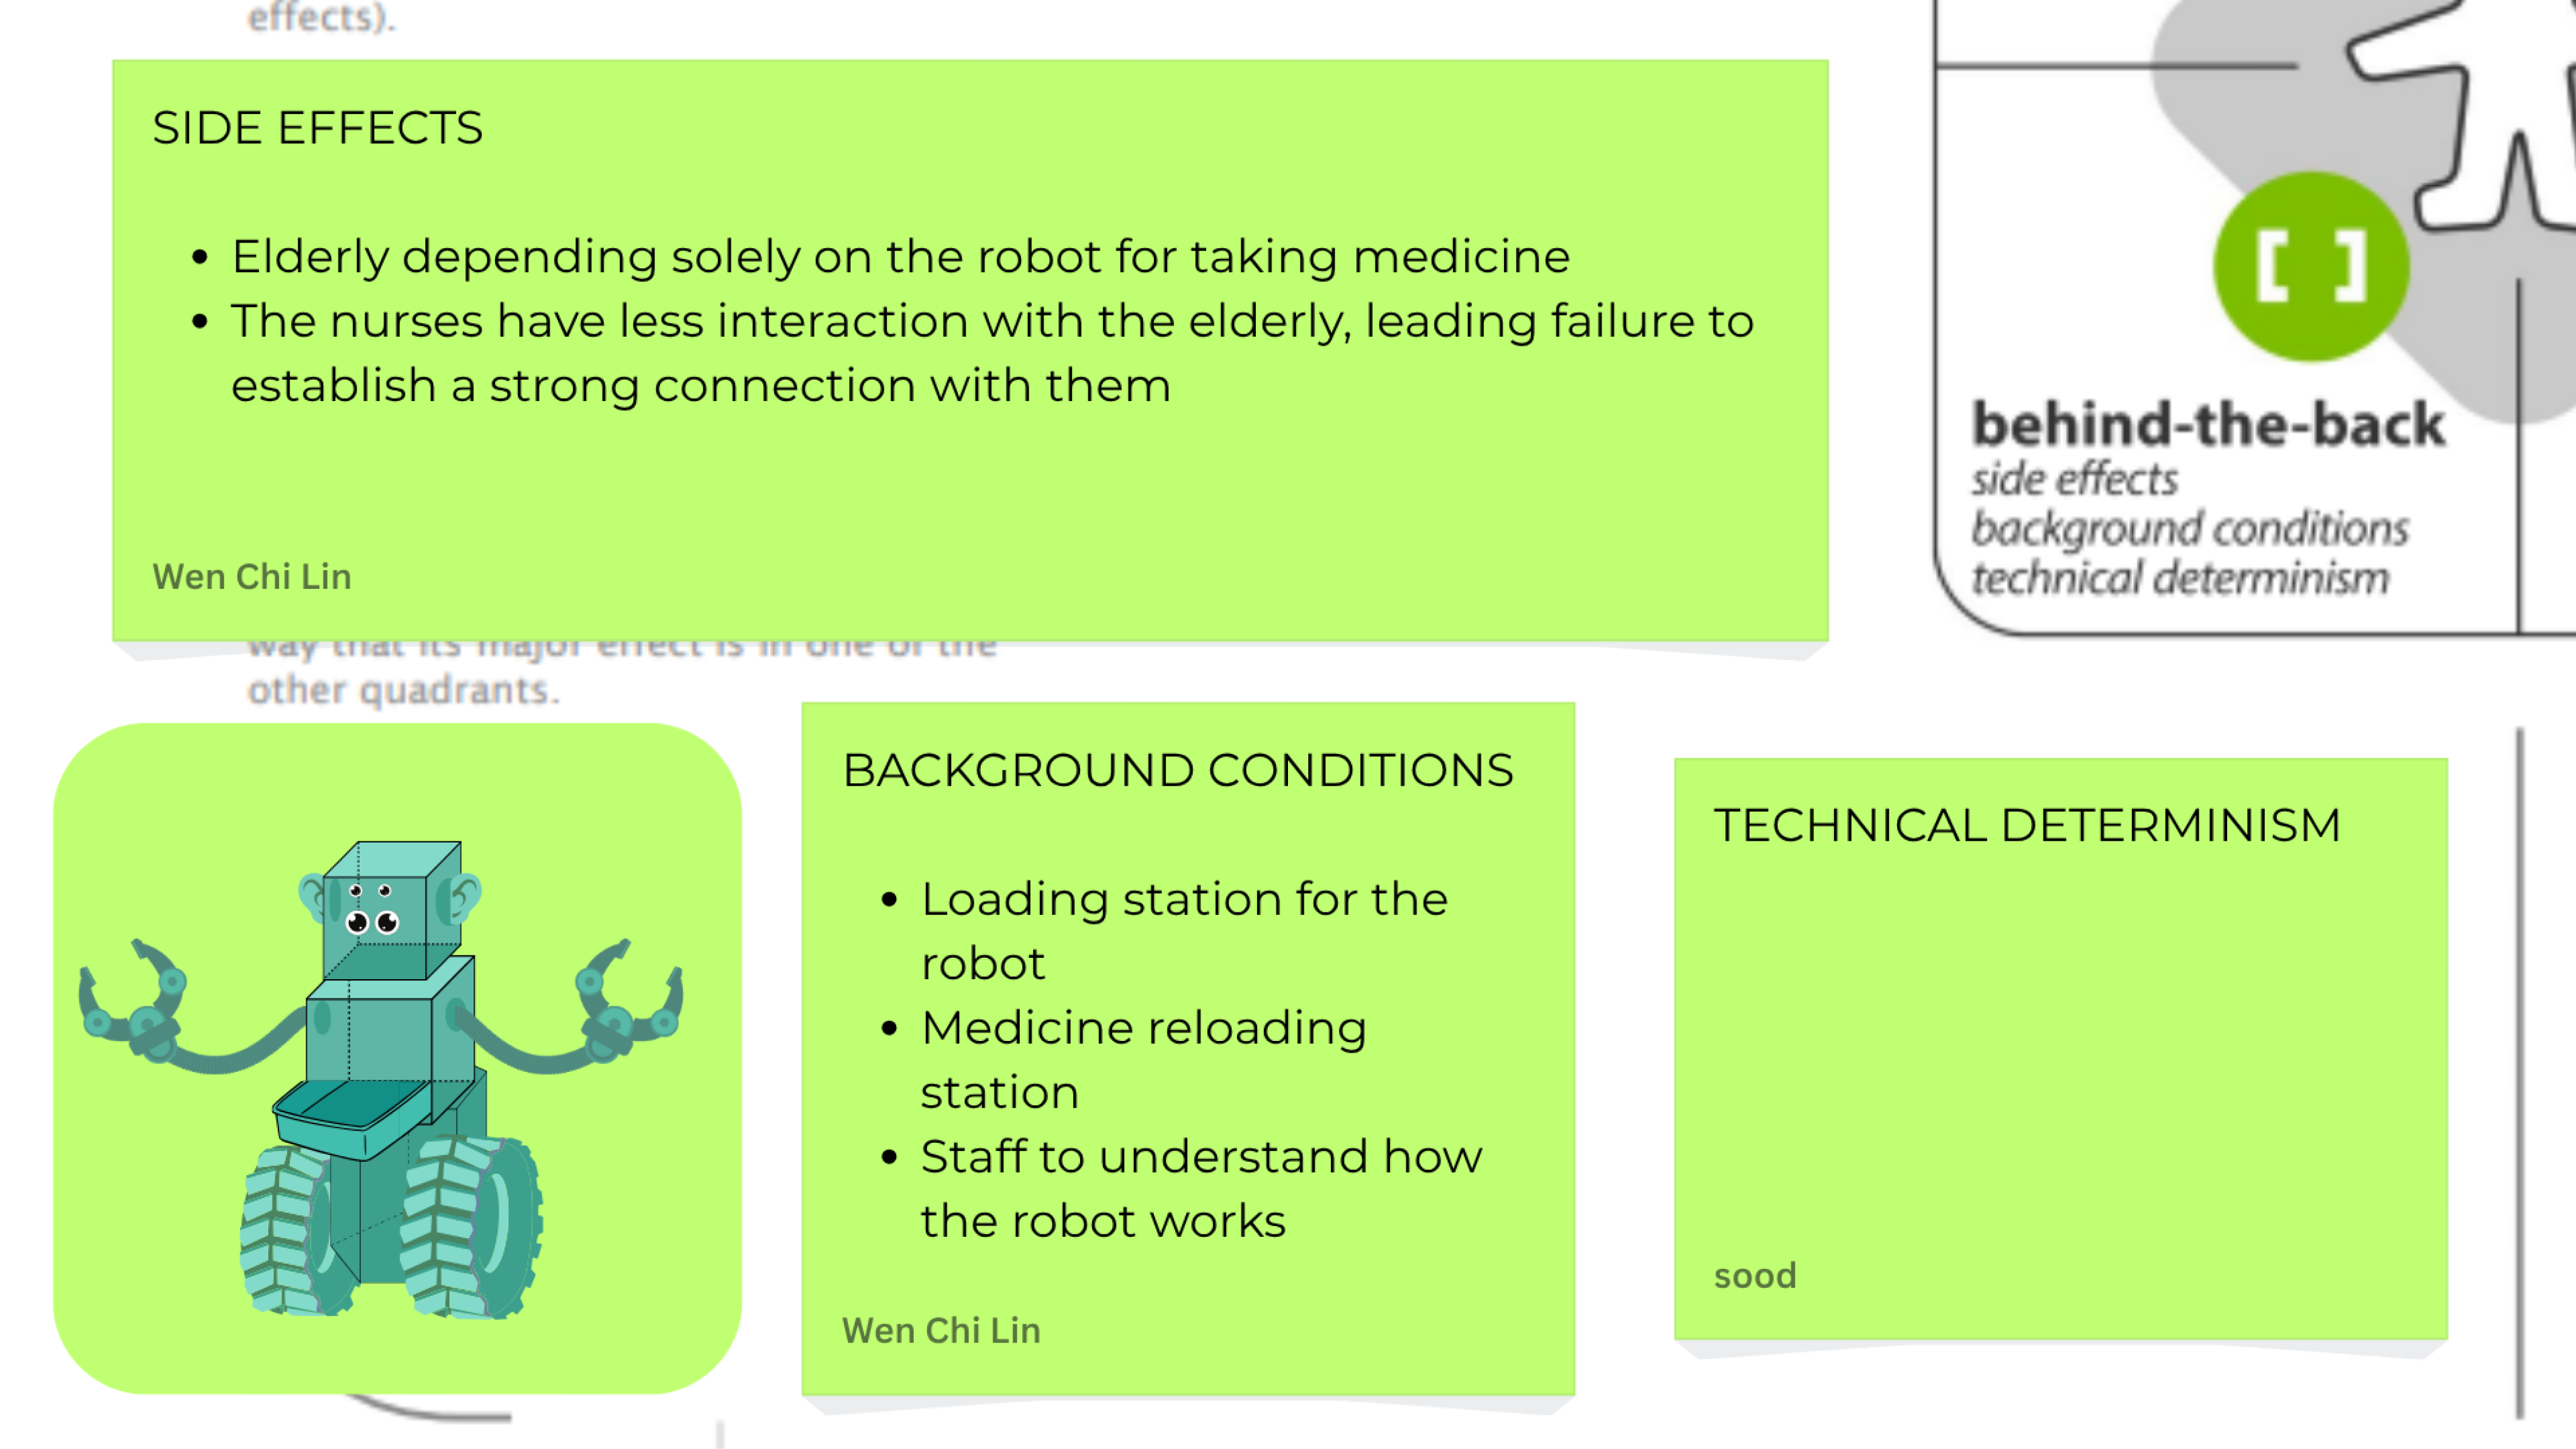 effects).
SIDE EFFECTS
• Elderly depending solely on the robot for taking medicine
• The nurses have less interaction with the elderly, leading failure to
establish a strong connection with them
Wen Chi Lin
way that its major effect is in one of the
other quadrants.
[ ]
behind-the-back
side effects
background conditions
technical determinism
BACKGROUND CONDITIONS
• Loading station for the
robot
• Medicine reloading
station
• Staff to understand how
the robot works
Wen Chi Lin
TECHNICAL DETERMINISM
sood